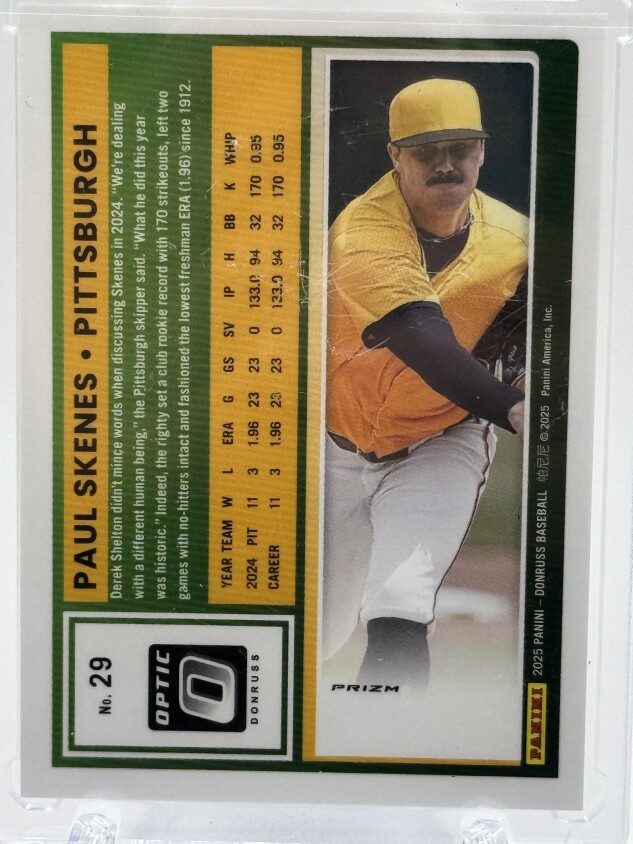 No. 29
OPTIC
DONRUSS
PAUL SKENES • PITTSBURGH
Derek Shelton didn't mince words when discussing Skenes in 2024. "We're dealing
with a different human being," the Pittsburgh skipper said. "What he did this year
was historic." Indeed, the righty set a club rookie record with 170 strikeouts, left two
games with no-hitters intact and fashioned the lowest freshman ERA (1.96) since 1912.
YEAR TEAM W L ERA G GS SV IP H BB K WHIP
2024 PIT 11 3 1.96 23 23 0 133.0 94 32 170 0.95
CAREER 11 3 1.96 23 23 0 133.0 94 32 170 0.95
PRIZM
PANINI
2025 PANINI – DONRUSS BASEBALL 帕尼尼 © 2025 Panini America, Inc.